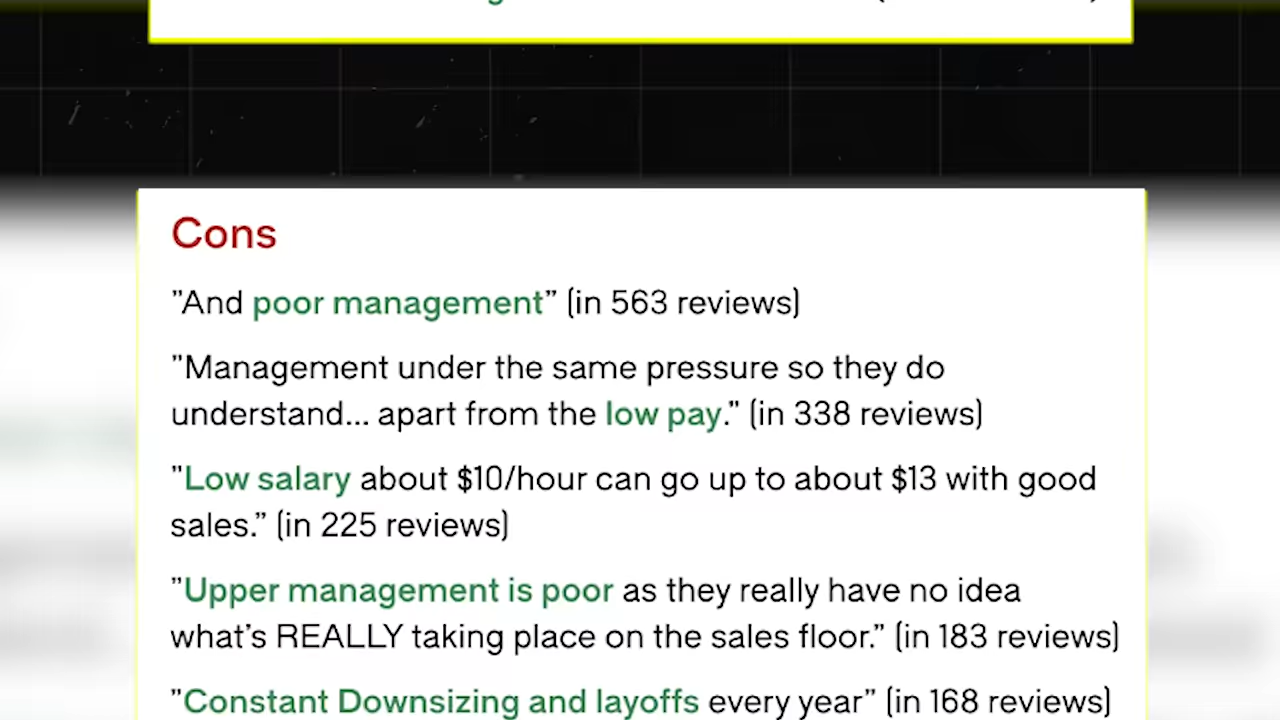 Cons
"And poor management” (in 563 reviews)
"Management under the same pressure so they do
understand... apart from the low pay.” (in 338 reviews)
"Low salary about $10/hour can go up to about $13 with good
sales.” (in 225 reviews)
"Upper management is poor as they really have no idea
what’s REALLY taking place on the sales floor.” (in 183 reviews)
"Constant Downsizing and layoffs every year” (in 168 reviews)